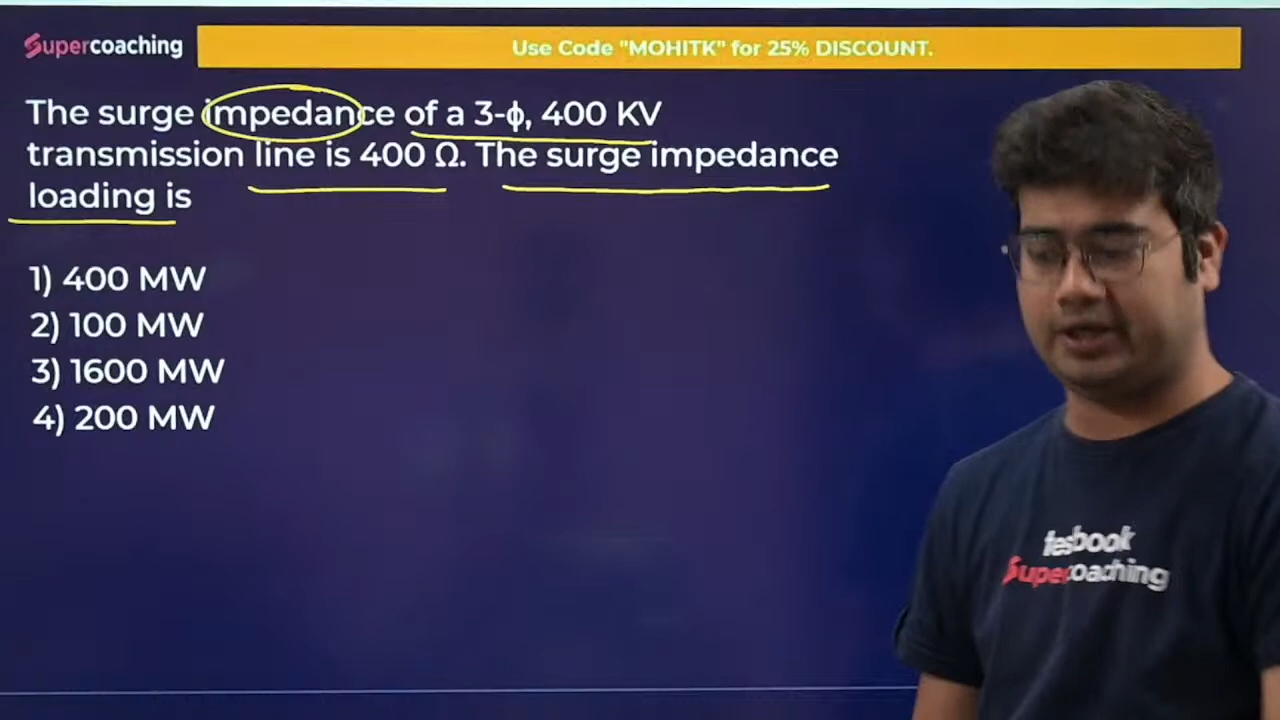 Supercoaching
Use Code "MOHITK" for 25% DISCOUNT.
The surge impedance of a 3-ϕ, 400 KV
transmission line is 400 Ω. The surge impedance
loading is
1) 400 MW
2) 100 MW
3) 1600 MW
4) 200 MW
Supercoaching